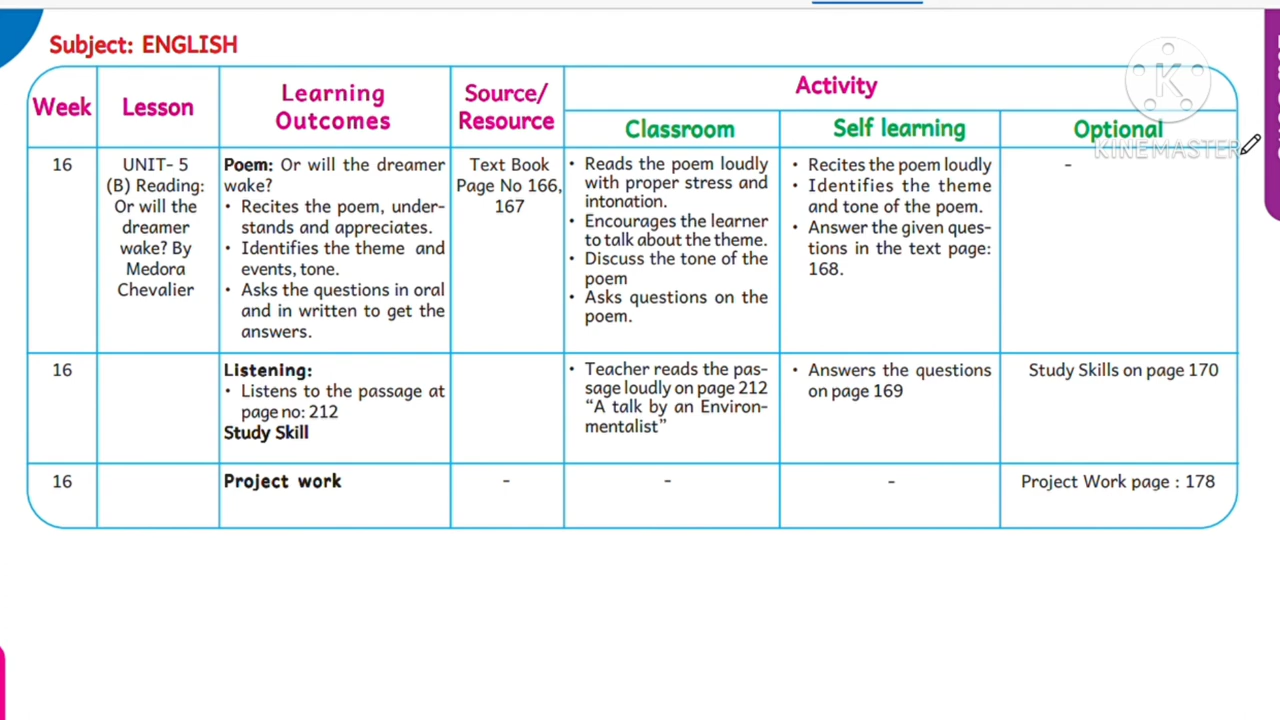 Subject: ENGLISH
Week
Lesson
Learning
Outcomes
Source/
Resource
Activity
Classroom
Self learning
Optional
KINEMASTER
16
UNIT- 5
(B) Reading:
Or will the
dreamer
wake? By
Medora
Chevalier
Poem: Or will the dreamer
wake?
• Recites the poem, under-
stands and appreciates.
• Identifies the theme and
events, tone.
• Asks the questions in oral
and in written to get the
answers.
Text Book
Page No 166,
167
• Reads the poem loudly
with proper stress and
intonation.
• Encourages the learner
to talk about the theme.
• Discuss the tone of the
poem
• Asks questions on the
poem.
• Recites the poem loudly
• Identifies the theme
and tone of the poem.
• Answer the given ques-
tions in the text page:
168.
-
16
Listening:
• Listens to the passage at
page no: 212
Study Skill
• Teacher reads the pas-
sage loudly on page 212
“A talk by an Environ-
mentalist”
• Answers the questions
on page 169
Study Skills on page 170
16
Project work
-
-
-
Project Work page : 178